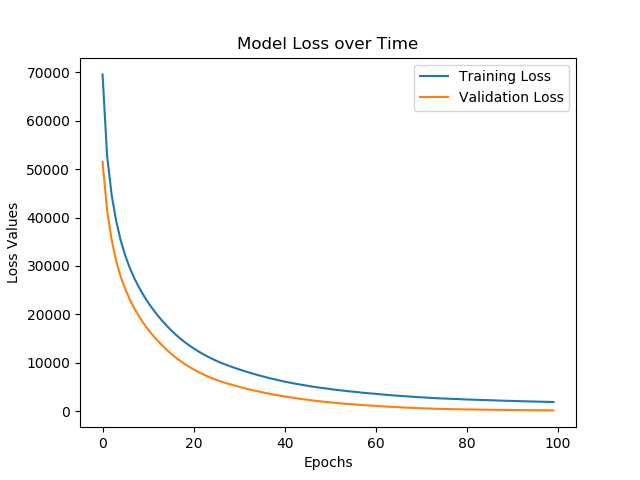 Model Loss over Time
70000
60000
50000
40000
30000
20000
10000
0
Loss Values
Training Loss
Validation Loss
0 20 40 60 80 100
Epochs